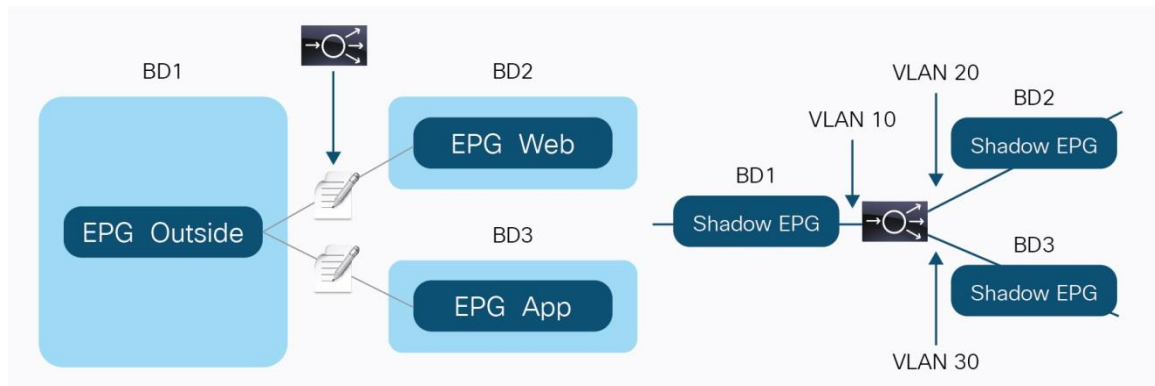 BD1
EPG Outside
BD2
EPG Web
BD3
EPG App
BD1
Shadow EPG
VLAN 10
VLAN 20
BD2
Shadow EPG
BD3
Shadow EPG
VLAN 30